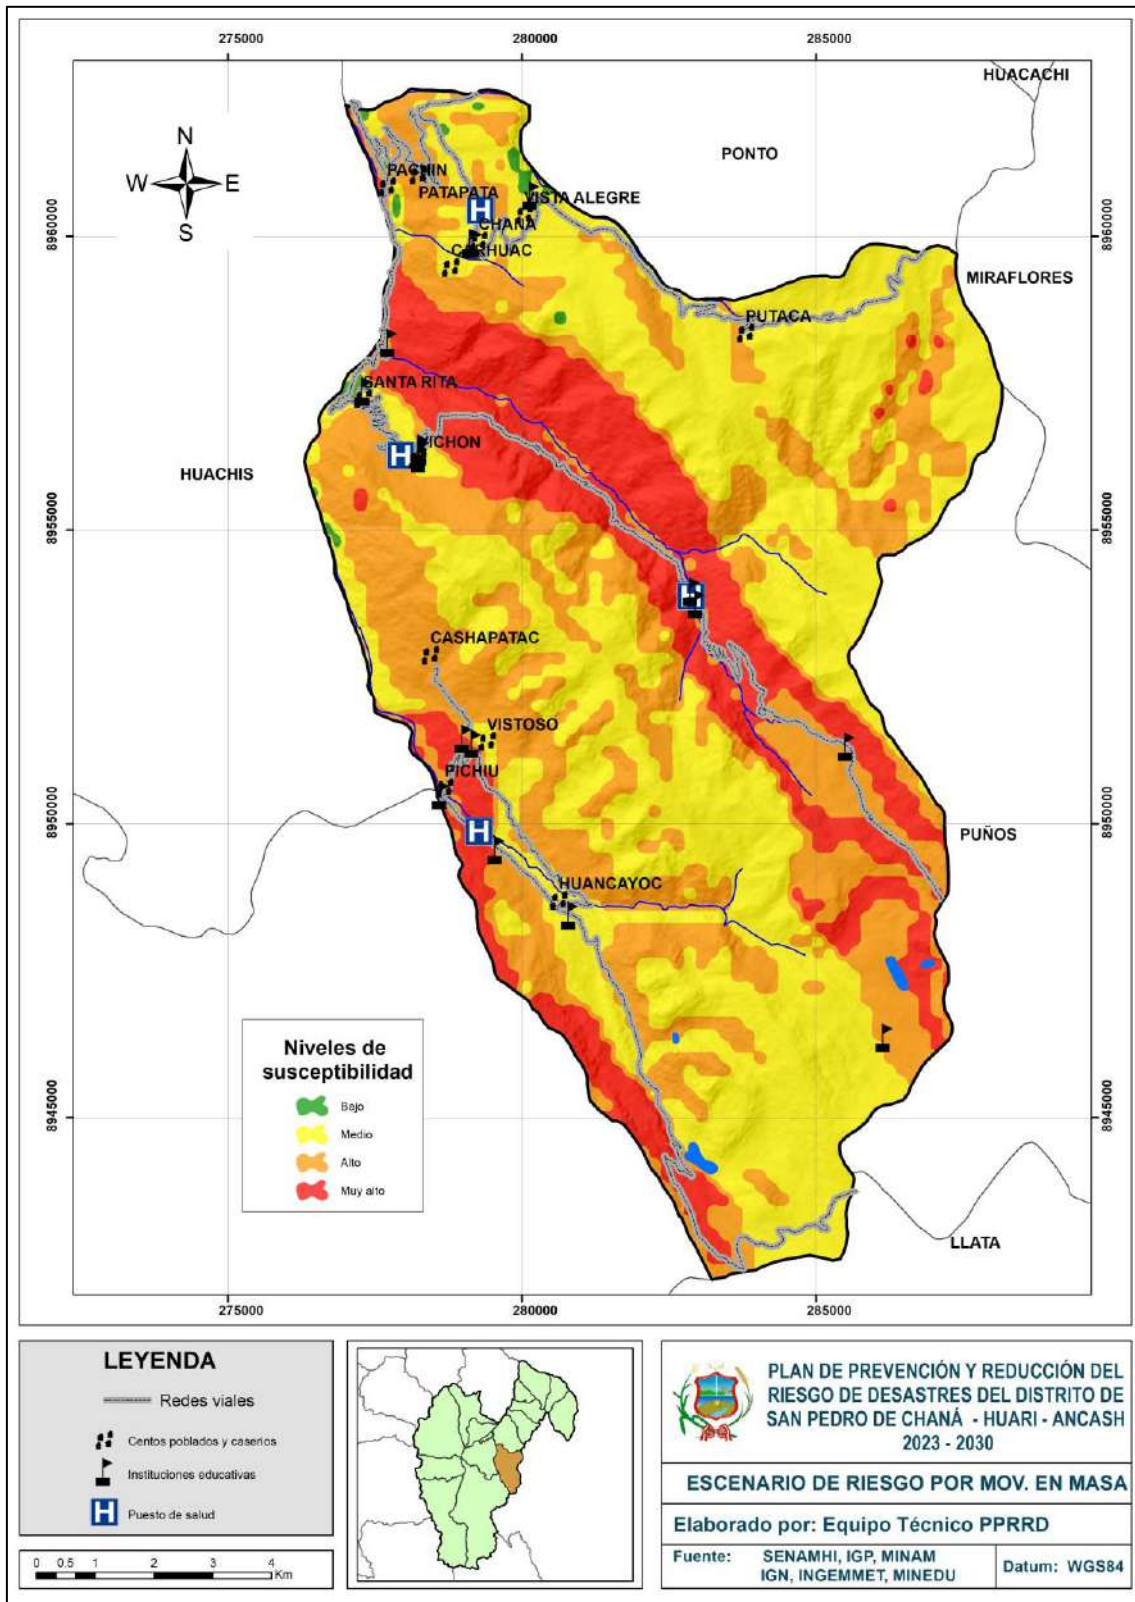 275000
280000
285000
HUACACHI
PONTO
N
W E
S
PACHIN
PATAPATA
VISTA ALEGRE
H
CHANA
CARHUAC
8960000
8960000
MIRAFLORES
PUTACA
SANTA RITA
VICHON
H
HUACHIS
8955000
8955000
H
CASHAPATAC
VISTOSO
PICHIU
8950000
8950000
H
PUÑOS
HUANCAYOC
Niveles de
susceptibilidad
Bajo
Medio
Alto
Muy alto
8945000
8945000
LLATA
275000
280000
285000
LEYENDA
Redes viales
Centos poblados y caserios
Instituciones educativas
H Puesto de salud
0 0.5 1 2 3 4
Km
PLAN DE PREVENCIÓN Y REDUCCIÓN DEL
RIESGO DE DESASTRES DEL DISTRITO DE
SAN PEDRO DE CHANÁ - HUARI - ANCASH
2023 - 2030
ESCENARIO DE RIESGO POR MOV. EN MASA
Elaborado por: Equipo Técnico PPRRD
Fuente: SENAMHI, IGP, MINAM
IGN, INGEMMET, MINEDU
Datum: WGS84